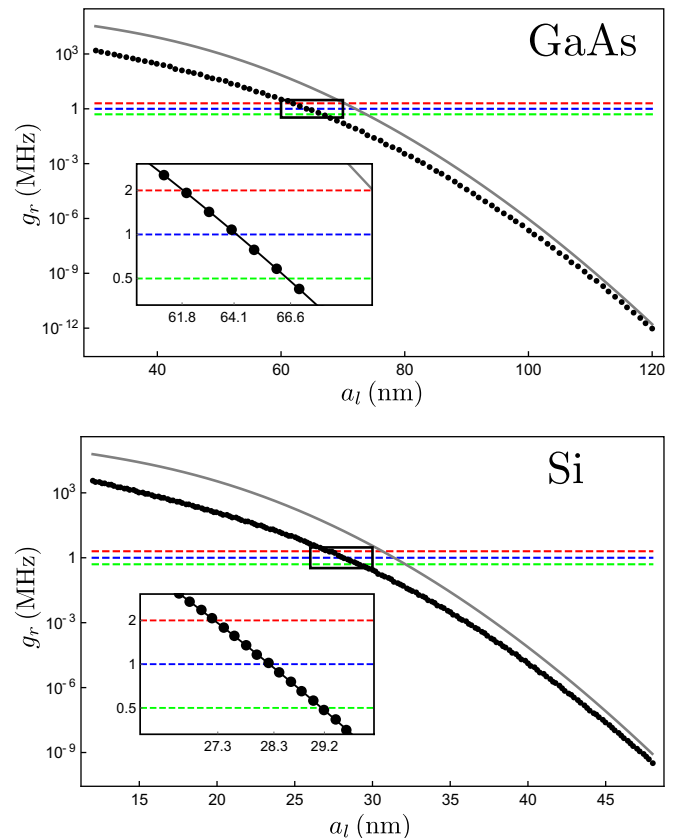 GaAs
g_r (MHz)
10^3
1
10^-3
10^-6
10^-9
10^-12
2
1
0.5
61.8 64.1 66.6
40 60 80 100 120
a_l (nm)
Si
g_r (MHz)
10^3
1
10^-3
10^-6
10^-9
2
1
0.5
27.3 28.3 29.2
15 20 25 30 35 40 45
a_l (nm)